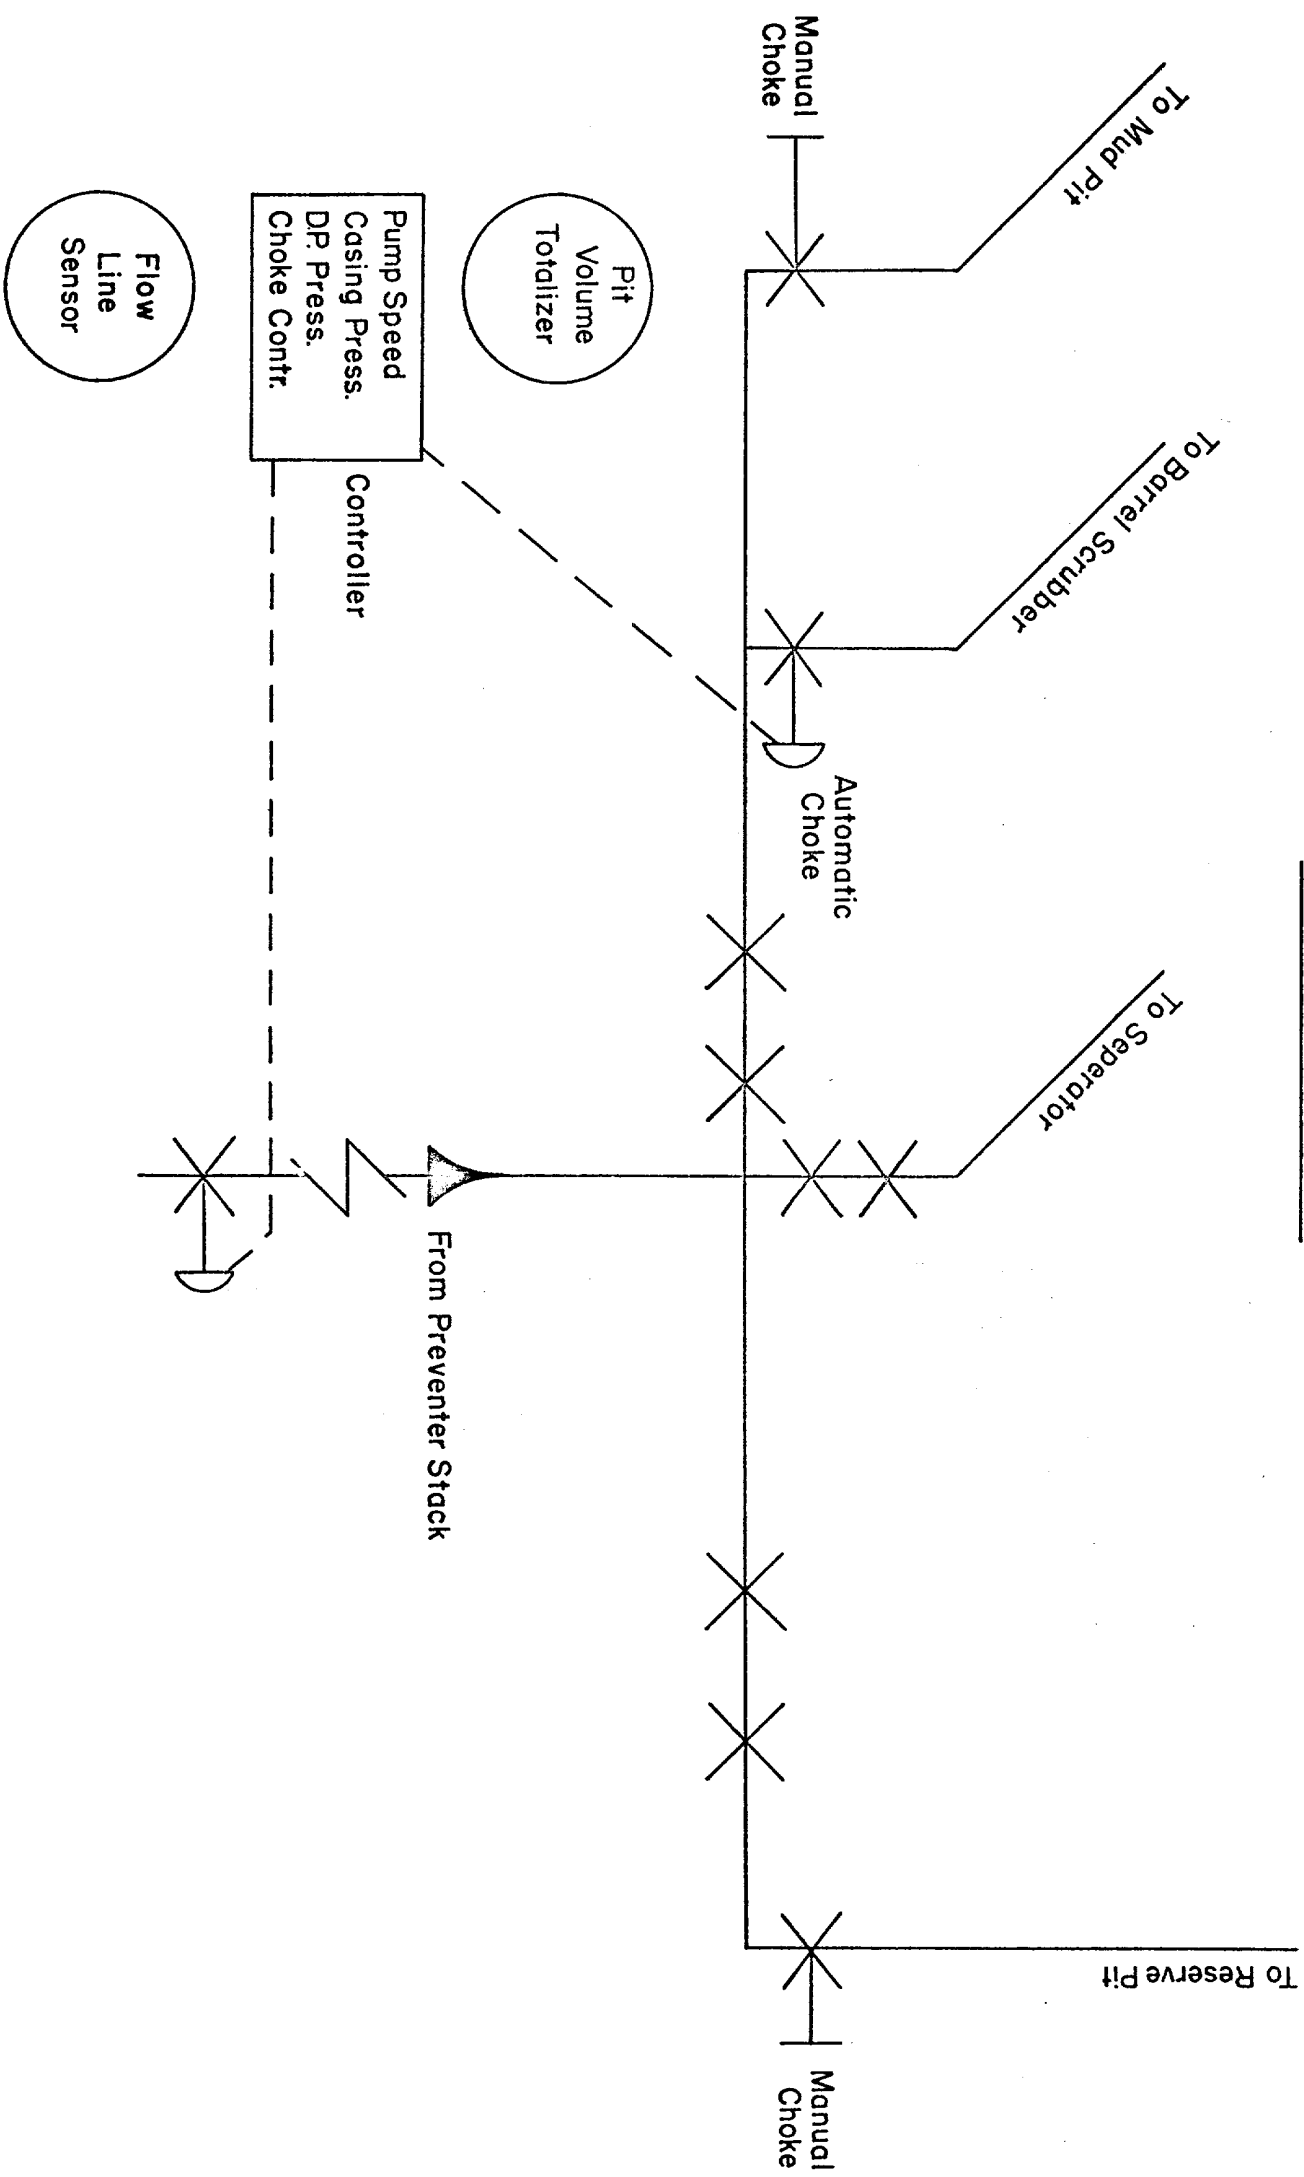 To Mud Pit
To Barrel Scrubber
To Seperator
To Reserve Pit
Manual
Choke
Automatic
Choke
Manual
Choke
Pit
Volume
Totalizer
Pump Speed
Casing Press.
D.P. Press.
Choke Contr.
Controller
From Preventer Stack
Flow
Line
Sensor